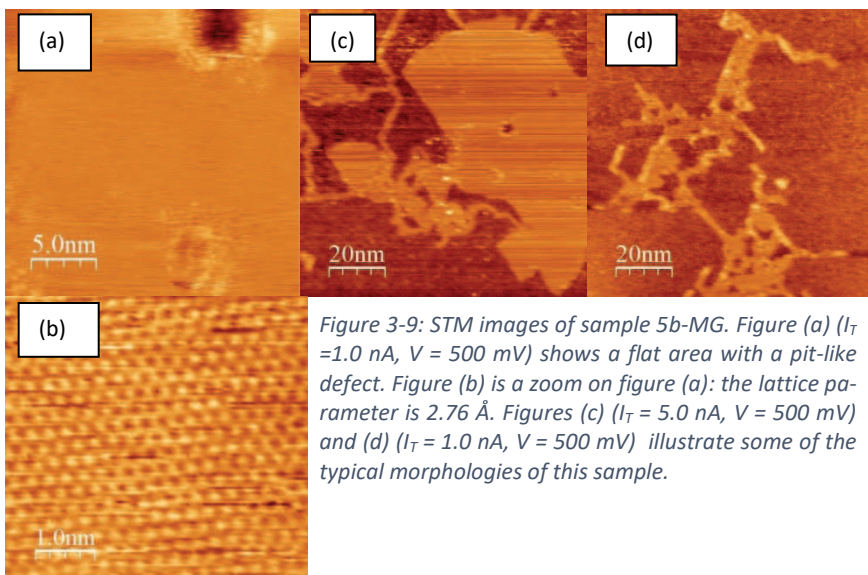 (a)
(c)
(d)
5.0nm
20nm
20nm
(b)
1.0nm
Figure 3-9: STM images of sample 5b-MG. Figure (a) (I_T
=1.0 nA, V = 500 mV) shows a flat area with a pit-like
defect. Figure (b) is a zoom on figure (a): the lattice pa-
rameter is 2.76 Å. Figures (c) (I_T = 5.0 nA, V = 500 mV)
and (d) (I_T = 1.0 nA, V = 500 mV) illustrate some of the
typical morphologies of this sample.